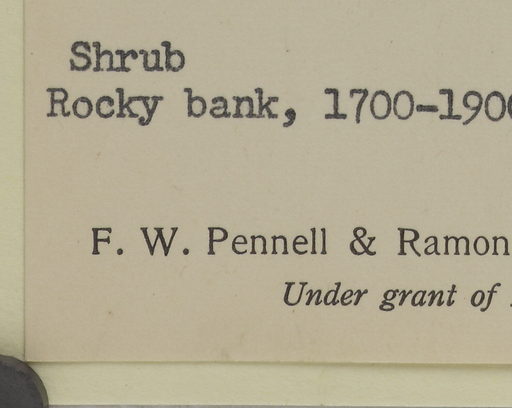 Shrub
Rocky bank, 1700-190
F. W. Pennell & Ramon
Under grant of